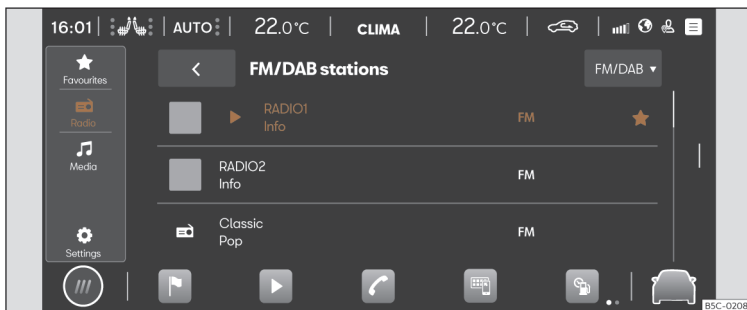 16:01 AUTO 22.0°C CLIMA 22.0°C
Favourites
FM/DAB stations
FM/DAB
Radio
RADIO1
Info
FM
Media
RADIO2
Info
FM
Classic
Pop
FM
Settings
B5C-0208